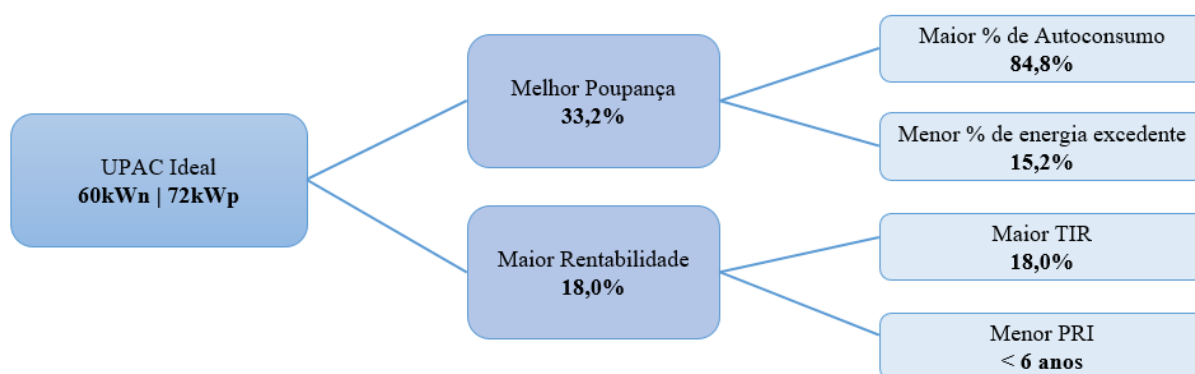 UPAC Ideal
60kWn | 72kWp
Melhor Poupança
33,2%
Maior % de Autoconsumo
84,8%
Menor % de energia excedente
15,2%
Maior Rentabilidade
18,0%
Maior TIR
18,0%
Menor PRI
< 6 anos